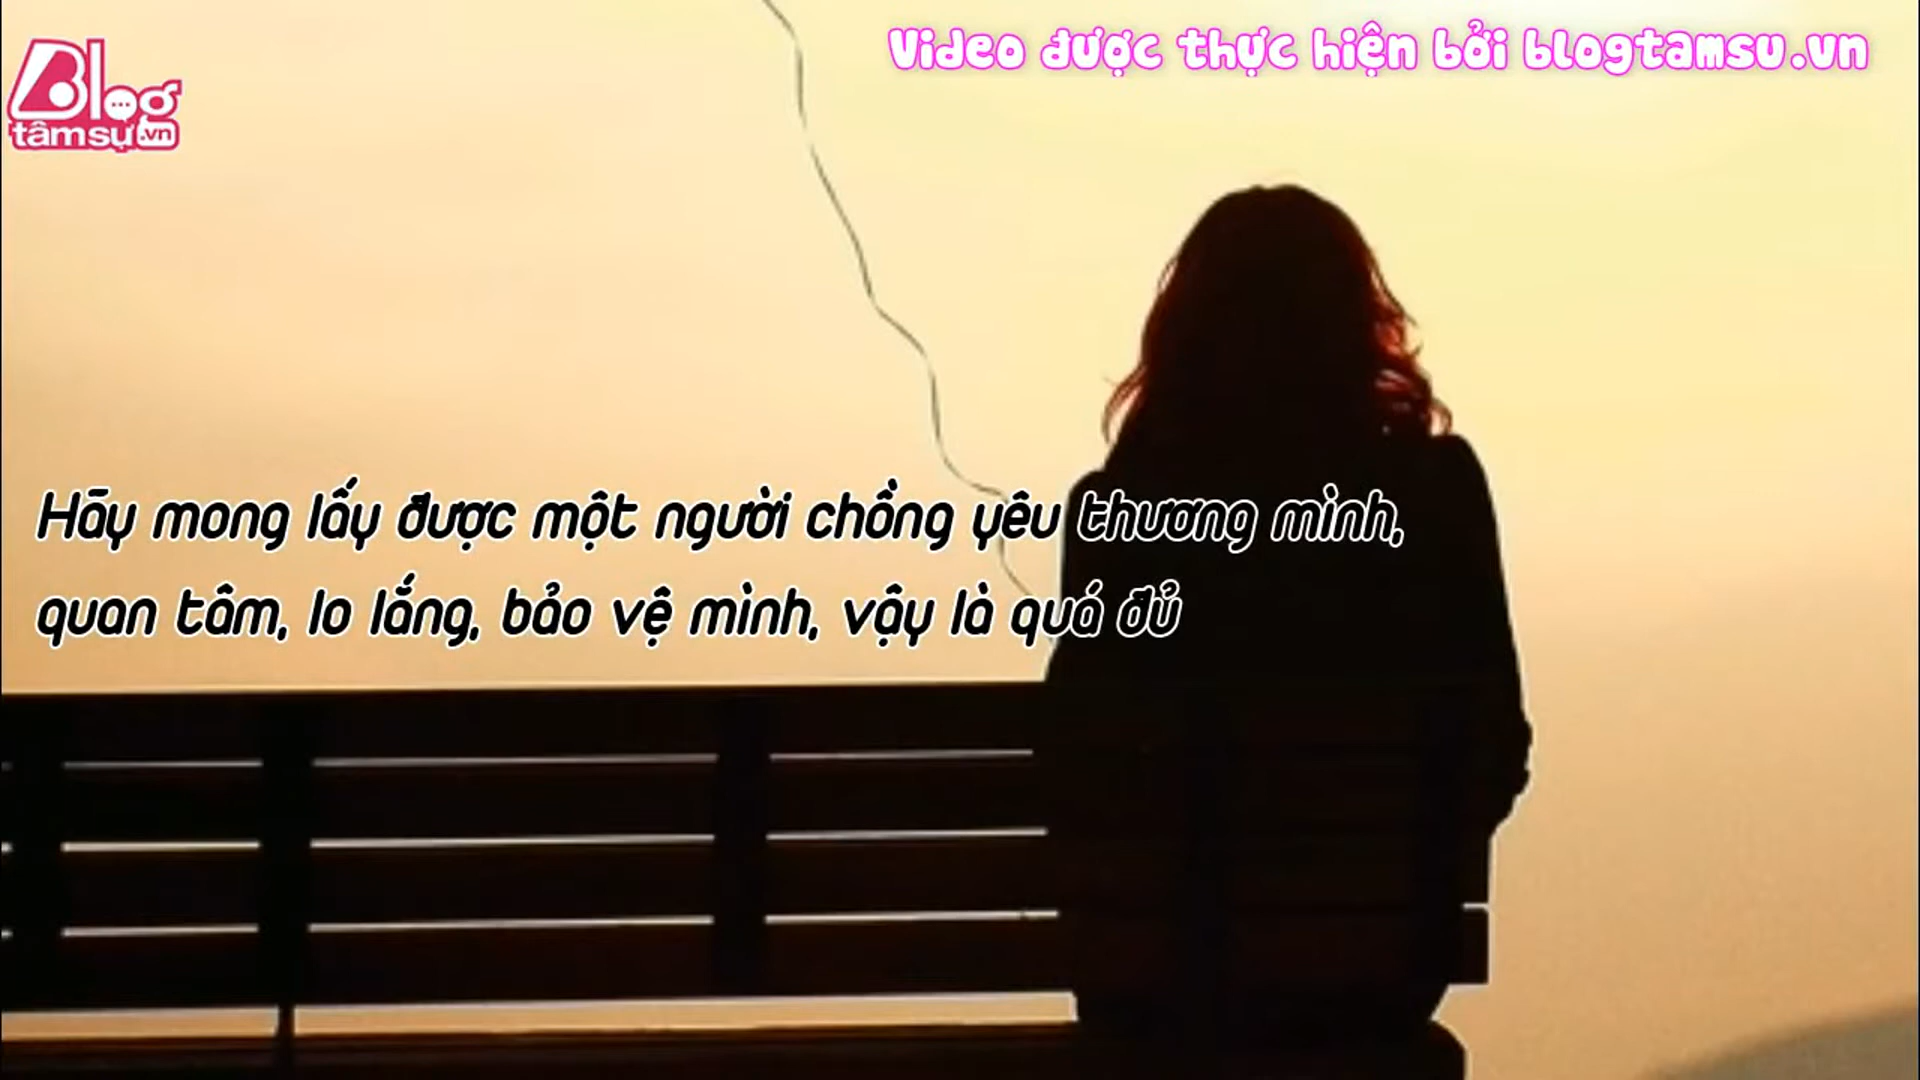 Video được thực hiện bởi blogtamsu.vn
Blog
tâmsự.vn
Hãy mong lấy được một người chồng yêu thương mình,
quan tâm, lo lắng, bảo vệ mình, vậy là quá đủ